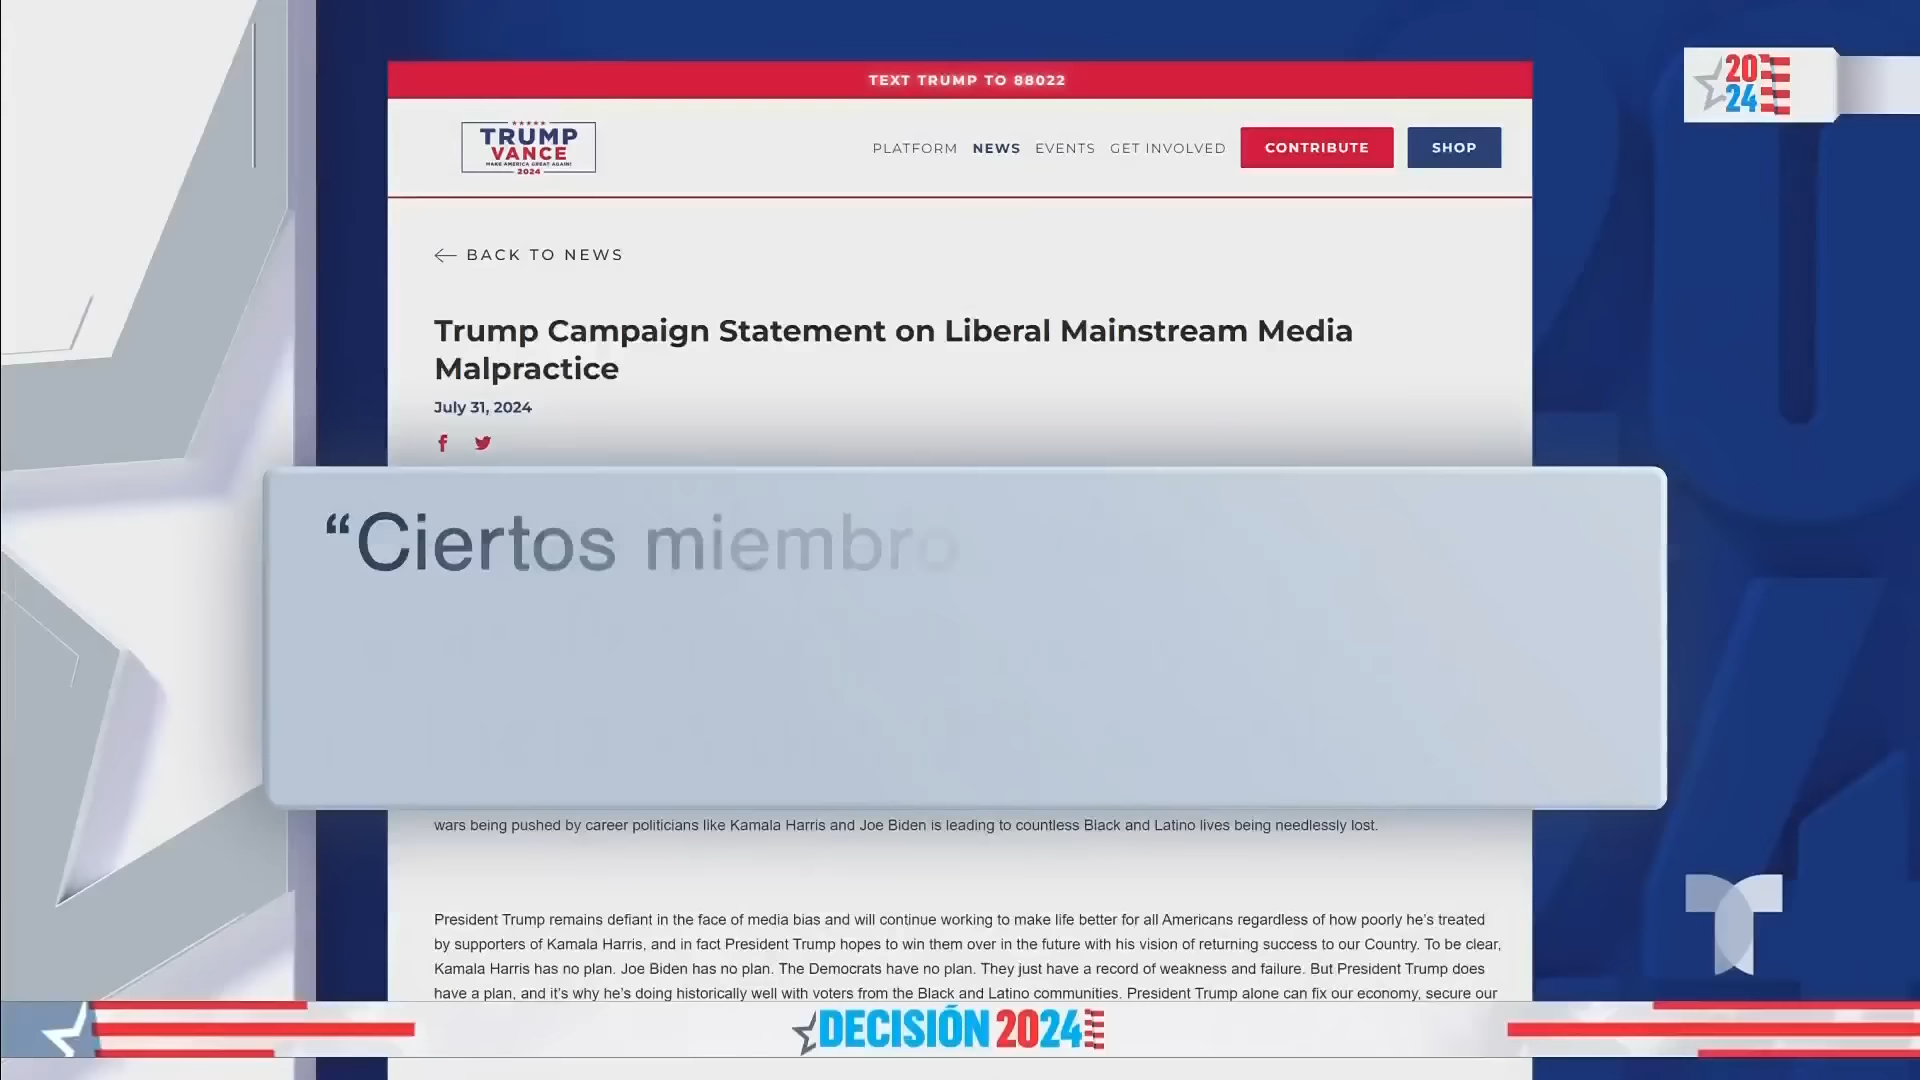 TEXT TRUMP TO 88022
20
24
TRUMP
VANCE
MAKE AMERICA GREAT AGAIN!
2024
PLATFORM NEWS EVENTS GET INVOLVED CONTRIBUTE SHOP
BACK TO NEWS
Trump Campaign Statement on Liberal Mainstream Media
Malpractice
July 31, 2024
“Ciertos miembro
wars being pushed by career politicians like Kamala Harris and Joe Biden is leading to countless Black and Latino lives being needlessly lost.
President Trump remains defiant in the face of media bias and will continue working to make life better for all Americans regardless of how poorly he’s treated
by supporters of Kamala Harris, and in fact President Trump hopes to win them over in the future with his vision of returning success to our Country. To be clear,
Kamala Harris has no plan. Joe Biden has no plan. The Democrats have no plan. They just have a record of weakness and failure. But President Trump does
have a plan, and it’s why he’s doing historically well with voters from the Black and Latino communities. President Trump alone can fix our economy, secure our
DECISIÓN 2024